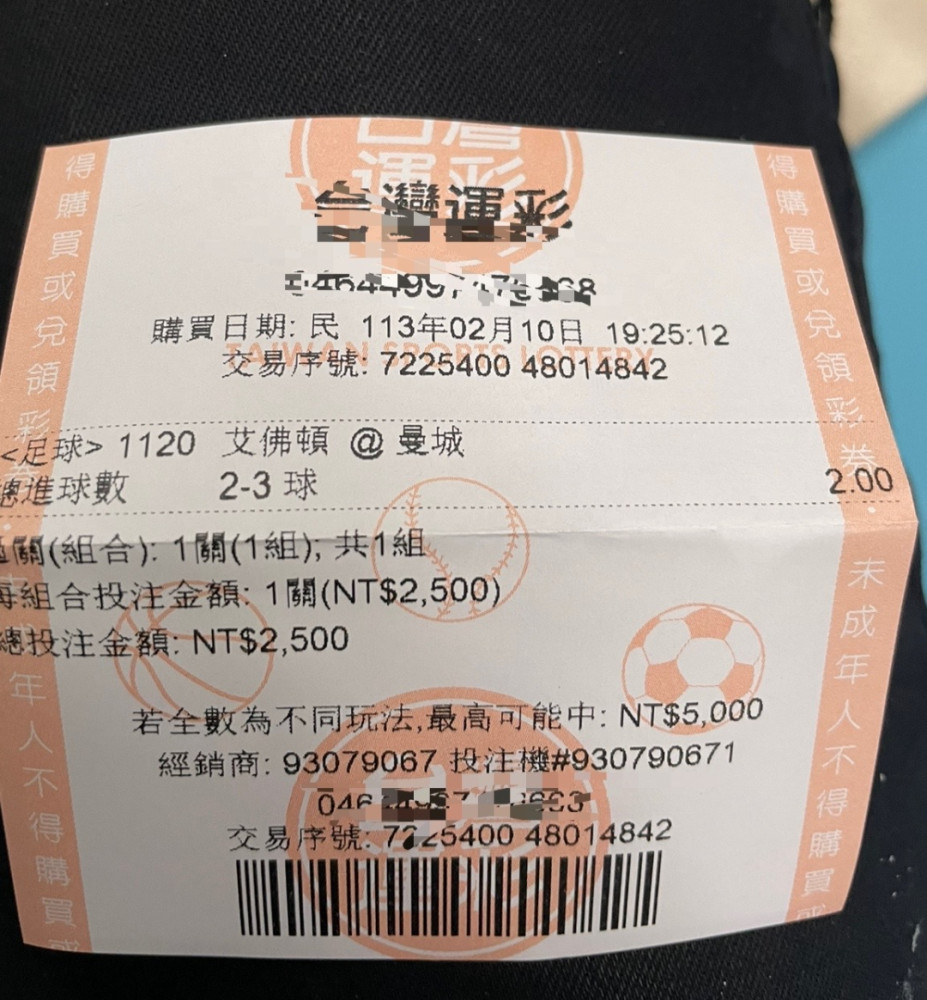 台灣
運彩
台灣運彩
購買日期: 民 113年02月10日 19:25:12
TAIWAN SPORTS LOTTERY
交易序號: 7225400 48014842
<足球> 1120 艾佛頓 @ 曼城
總進球數 2-3 球 2.00
過關(組合): 1關(1組); 共1組
每組合投注金額: 1關(NT$2,500)
總投注金額: NT$2,500
若全數為不同玩法,最高可能中: NT$5,000
經銷商: 93079067 投注機#930790671
交易序號: 7225400 48014842
得購買或兌領彩券
年人不得購買或
得購買或兌領彩券．
未成年人不得購買或